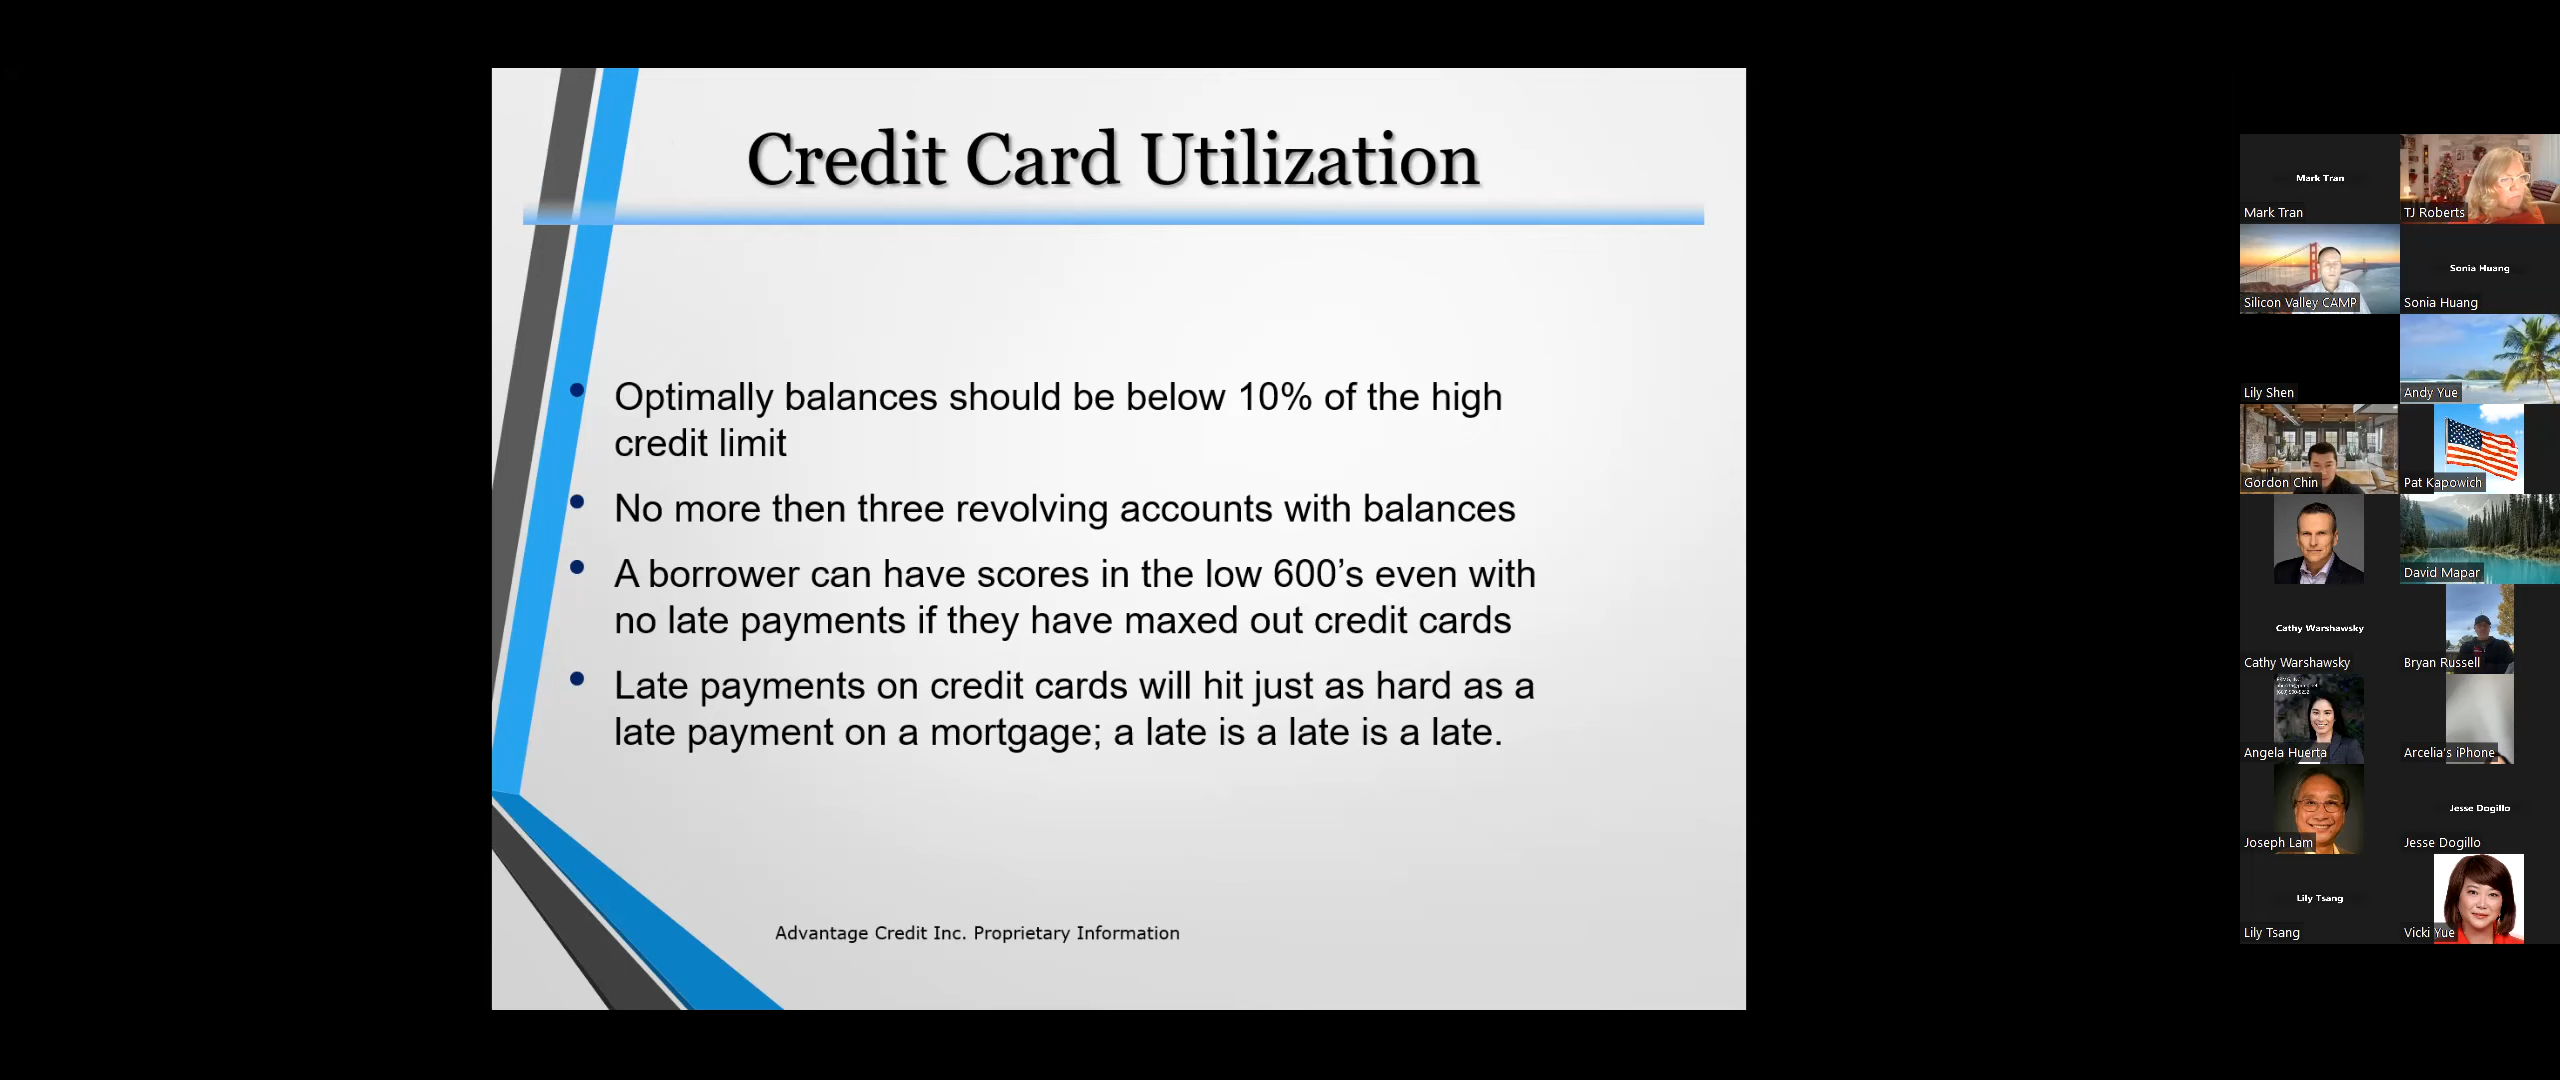 Credit Card Utilization
• Optimally balances should be below 10% of the high
credit limit
• No more then three revolving accounts with balances
• A borrower can have scores in the low 600’s even with
no late payments if they have maxed out credit cards
• Late payments on credit cards will hit just as hard as a
late payment on a mortgage; a late is a late is a late.
Advantage Credit Inc. Proprietary Information
Mark Tran
Mark Tran
TJ Roberts
Silicon Valley CAMP
Sonia Huang
Sonia Huang
Lily Shen
Andy Yue
Gordon Chin
Pat Kapowich
David Mapar
Cathy Warshawsky
Cathy Warshawsky
Bryan Russell
Angela Huerta
Arcelia's iPhone
Joseph Lam
Jesse Dogillo
Jesse Dogillo
Lily Tsang
Lily Tsang
Vicki Yue